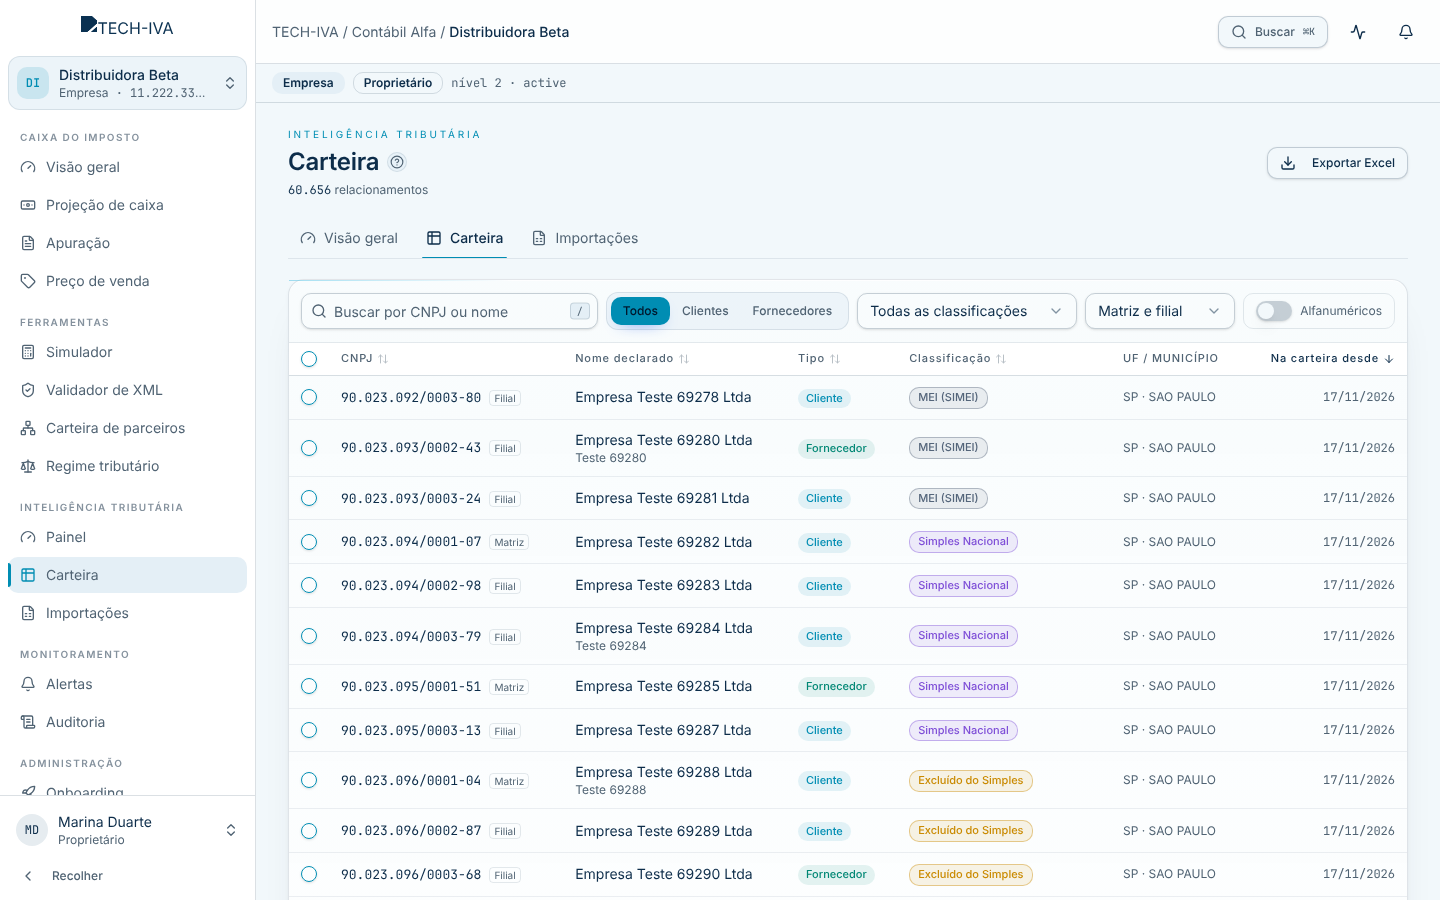 TECH-IVA
DI
Distribuidora Beta
Empresa · 11.222.33…
CAIXA DO IMPOSTO
Visão geral
Projeção de caixa
Apuração
Preço de venda
FERRAMENTAS
Simulador
Validador de XML
Carteira de parceiros
Regime tributário
INTELIGÊNCIA TRIBUTÁRIA
Painel
Carteira
Importações
MONITORAMENTO
Alertas
Auditoria
ADMINISTRAÇÃO
Onboarding
MD
Marina Duarte
Proprietário
Recolher
TECH-IVA / Contábil Alfa / Distribuidora Beta
Buscar ⌘K
Empresa Proprietário nível 2 · active
INTELIGÊNCIA TRIBUTÁRIA
Carteira
60.656 relacionamentos
Exportar Excel
Visão geral Carteira Importações
Buscar por CNPJ ou nome / Todos Clientes Fornecedores Todas as classificações Matriz e filial Alfanuméricos
CNPJ Nome declarado Tipo Classificação UF / MUNICÍPIO Na carteira desde
90.023.092/0003-80 Filial Empresa Teste 69278 Ltda Cliente MEI (SIMEI) SP · SAO PAULO 17/11/2026
90.023.093/0002-43 Filial Empresa Teste 69280 Ltda Fornecedor MEI (SIMEI) SP · SAO PAULO 17/11/2026
Teste 69280
90.023.093/0003-24 Filial Empresa Teste 69281 Ltda Cliente MEI (SIMEI) SP · SAO PAULO 17/11/2026
90.023.094/0001-07 Matriz Empresa Teste 69282 Ltda Cliente Simples Nacional SP · SAO PAULO 17/11/2026
90.023.094/0002-98 Filial Empresa Teste 69283 Ltda Cliente Simples Nacional SP · SAO PAULO 17/11/2026
90.023.094/0003-79 Filial Empresa Teste 69284 Ltda Cliente Simples Nacional SP · SAO PAULO 17/11/2026
Teste 69284
90.023.095/0001-51 Matriz Empresa Teste 69285 Ltda Fornecedor Simples Nacional SP · SAO PAULO 17/11/2026
90.023.095/0003-13 Filial Empresa Teste 69287 Ltda Cliente Simples Nacional SP · SAO PAULO 17/11/2026
90.023.096/0001-04 Matriz Empresa Teste 69288 Ltda Cliente Excluído do Simples SP · SAO PAULO 17/11/2026
Teste 69288
90.023.096/0002-87 Filial Empresa Teste 69289 Ltda Cliente Excluído do Simples SP · SAO PAULO 17/11/2026
90.023.096/0003-68 Filial Empresa Teste 69290 Ltda Fornecedor Excluído do Simples SP · SAO PAULO 17/11/2026